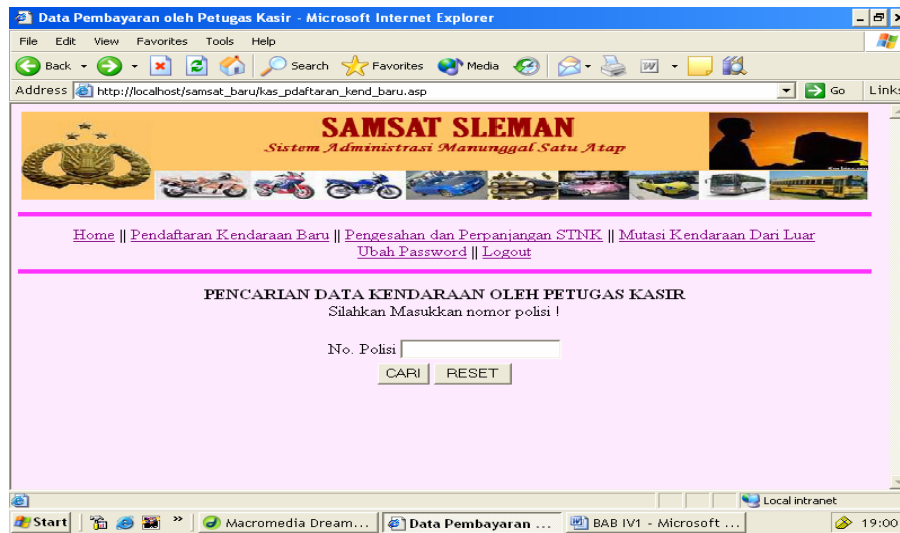 Data Pembayaran oleh Petugas Kasir - Microsoft Internet Explorer
File Edit View Favorites Tools Help
Back Search Favorites Media
Address http://localhost/samsat_baru/kas_pdaftaran_kend_baru.asp Go Links
SAMSAT SLEMAN
Sistem Administrasi Manunggal Satu Atap
Home || Pendaftaran Kendaraan Baru || Pengesahan dan Perpanjangan STNK || Mutasi Kendaraan Dari Luar
Ubah Password || Logout
PENCARIAN DATA KENDARAAN OLEH PETUGAS KASIR
Silahkan Masukkan nomor polisi !
No. Polisi
CARI RESET
Local intranet
Start » Macromedia Dream... Data Pembayaran ... BAB IV1 - Microsoft ... 19:00